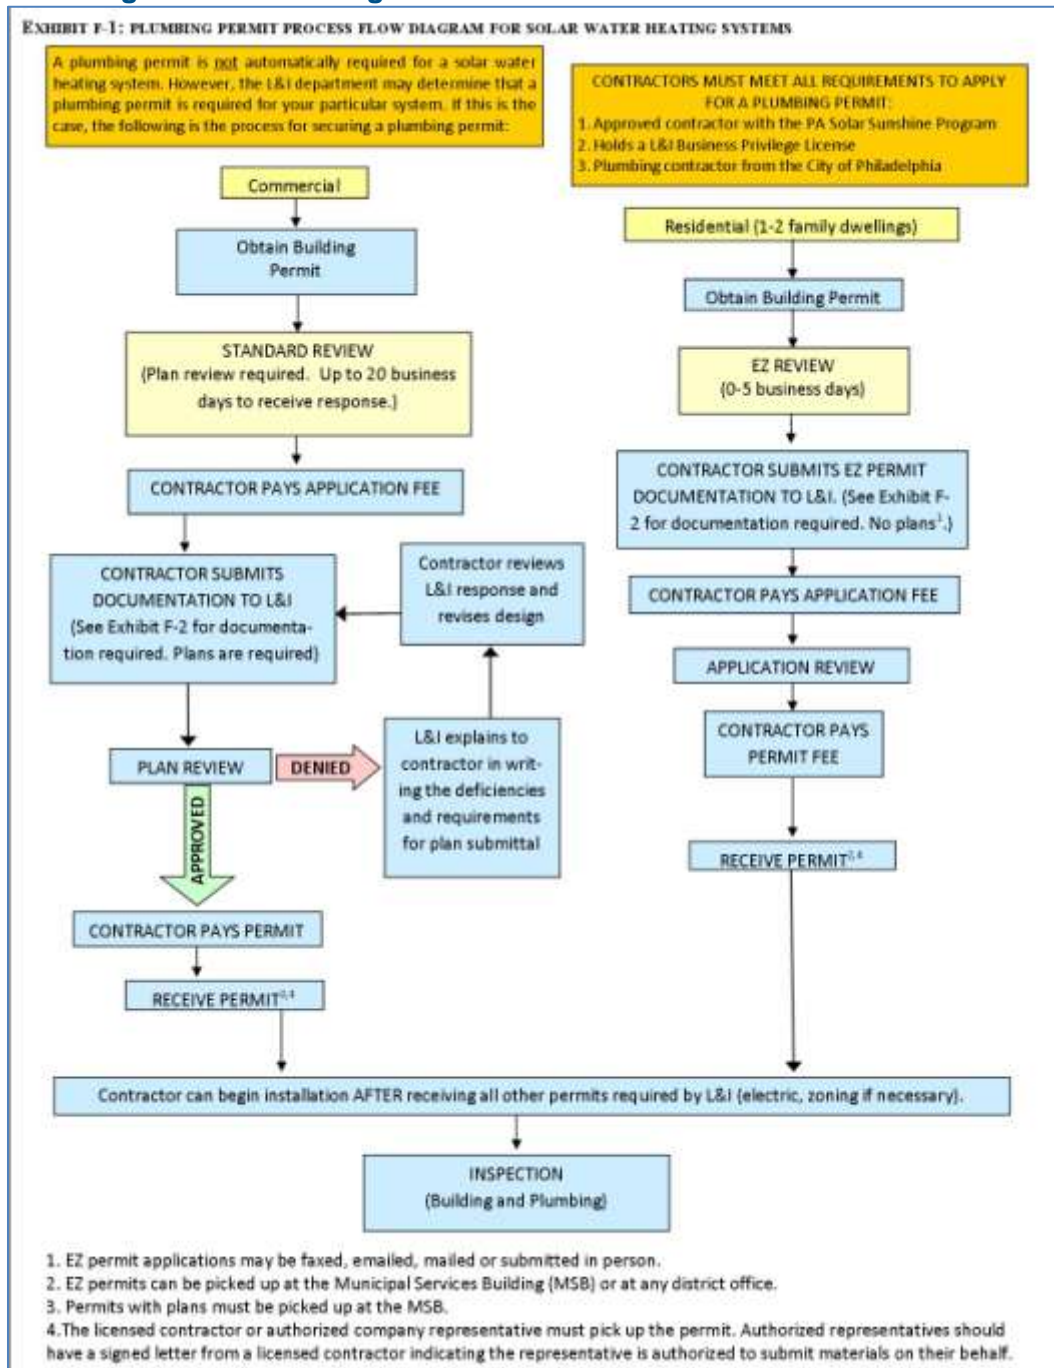 EXHIBIT F-1: PLUMBING PERMIT PROCESS FLOW DIAGRAM FOR SOLAR WATER HEATING SYSTEMS
A plumbing permit is not automatically required for a solar water
heating system. However, the L&I department may determine that a
plumbing permit is required for your particular system. If this is the
case, the following is the process for securing a plumbing permit:
CONTRACTORS MUST MEET ALL REQUIREMENTS TO APPLY
FOR A PLUMBING PERMIT:
1. Approved contractor with the PA Solar Sunshine Program
2. Holds a L&I Business Privilege License
3. Plumbing contractor from the City of Philadelphia
Commercial
Obtain Building
Permit
STANDARD REVIEW
(Plan review required. Up to 20 business
days to receive response.)
CONTRACTOR PAYS APPLICATION FEE
CONTRACTOR SUBMITS
DOCUMENTATION TO L&I
(See Exhibit F-2 for documenta-
tion required. Plans are required)
Contractor reviews
L&I response and
revises design
PLAN REVIEW
DENIED
L&I explains to
contractor in writ-
ing the deficiencies
and requirements
for plan submittal
APPROVED
CONTRACTOR PAYS PERMIT
RECEIVE PERMIT
Residential (1-2 family dwellings)
Obtain Building Permit
EZ REVIEW
(0-5 business days)
CONTRACTOR SUBMITS EZ PERMIT
DOCUMENTATION TO L&I. (See Exhibit F-
2 for documentation required. No plans¹.)
CONTRACTOR PAYS APPLICATION FEE
APPLICATION REVIEW
CONTRACTOR PAYS
PERMIT FEE
RECEIVE PERMIT
Contractor can begin installation AFTER receiving all other permits required by L&I (electric, zoning if necessary).
INSPECTION
(Building and Plumbing)
1. EZ permit applications may be faxed, emailed, mailed or submitted in person.
2. EZ permits can be picked up at the Municipal Services Building (MSB) or at any district office.
3. Permits with plans must be picked up at the MSB.
4.The licensed contractor or authorized company representative must pick up the permit. Authorized representatives should
have a signed letter from a licensed contractor indicating the representative is authorized to submit materials on their behalf.